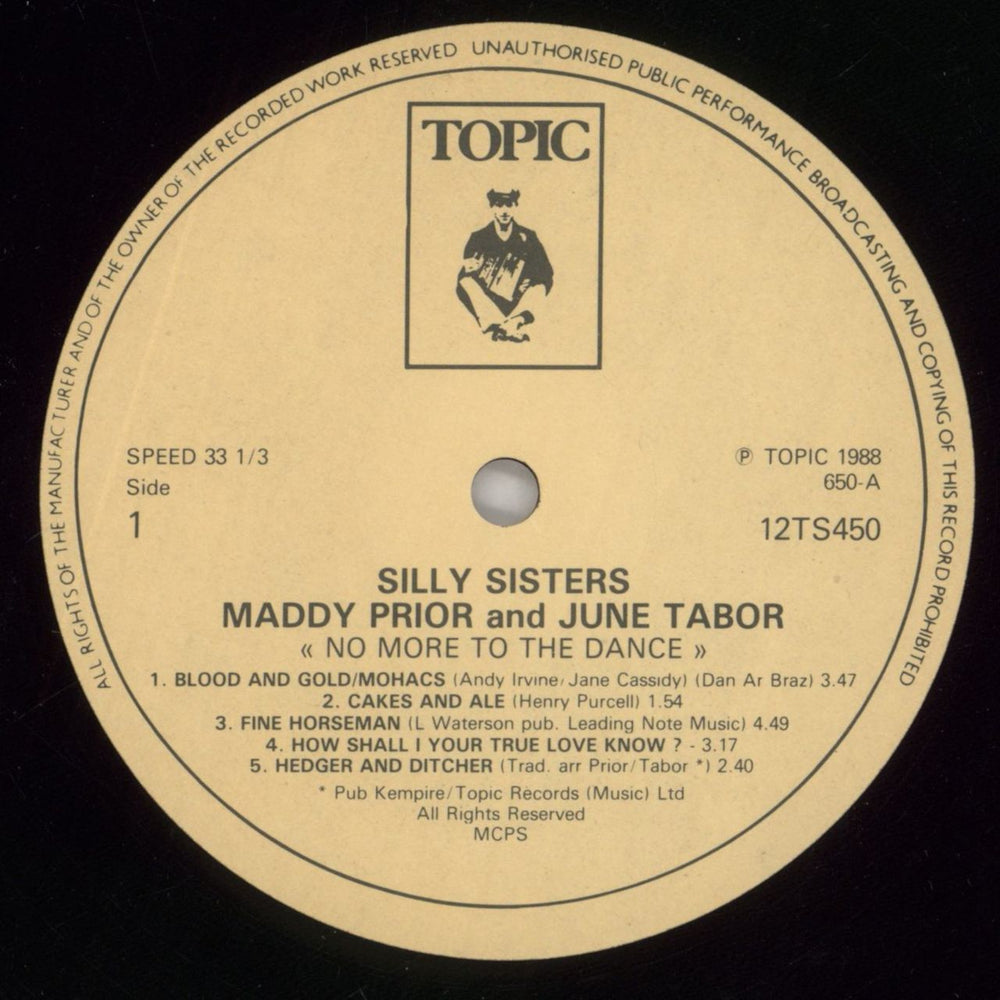 ALL RIGHTS OF THE MANUFACTURER AND OF THE OWNER OF THE RECORDED WORK RESERVED UNAUTHORISED PUBLIC PERFORMANCE BROADCASTING AND COPYING OF THIS RECORD PROHIBITED
TOPIC
SPEED 33 1/3
Side
1
℗ TOPIC 1988
650-A
12TS450
SILLY SISTERS
MADDY PRIOR and JUNE TABOR
« NO MORE TO THE DANCE »
1. BLOOD AND GOLD/MOHACS (Andy Irvine/Jane Cassidy) (Dan Ar Braz) 3.47
2. CAKES AND ALE (Henry Purcell) 1.54
3. FINE HORSEMAN (L Waterson pub. Leading Note Music) 4.49
4. HOW SHALL I YOUR TRUE LOVE KNOW ? - 3.17
5. HEDGER AND DITCHER (Trad. arr Prior/Tabor *) 2.40
* Pub Kempire/Topic Records (Music) Ltd
All Rights Reserved
MCPS